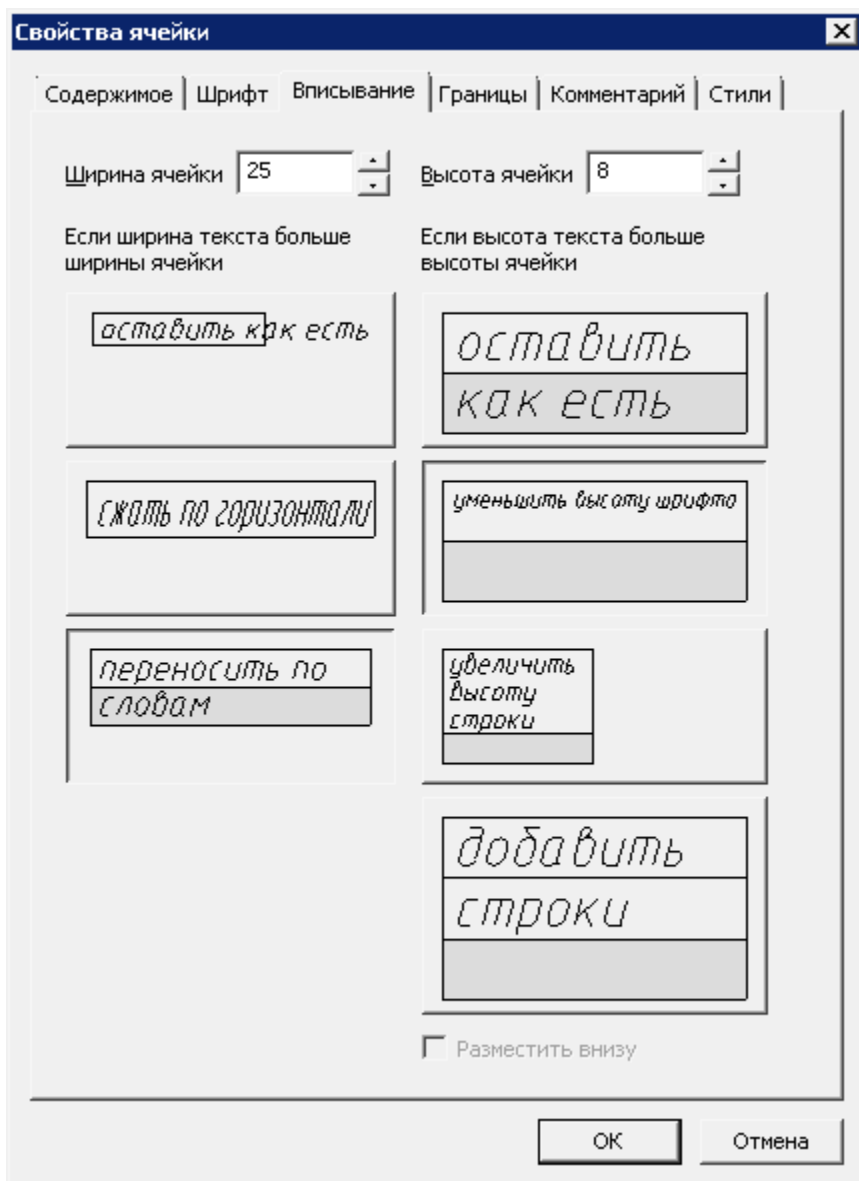 Свойства ячейки
Содержимое
Шрифт
Вписывание
Границы
Комментарий
Стили
Ширина ячейки 25
Высота ячейки 8
Если ширина текста больше
ширины ячейки
Если высота текста больше
высоты ячейки
оставить как есть
оставить
как есть
сжать по горизонтали
уменьшить высоту шрифта
переносить по
словам
увеличить
высоту
строки
добавить
строки
Разместить внизу
ОК
Отмена